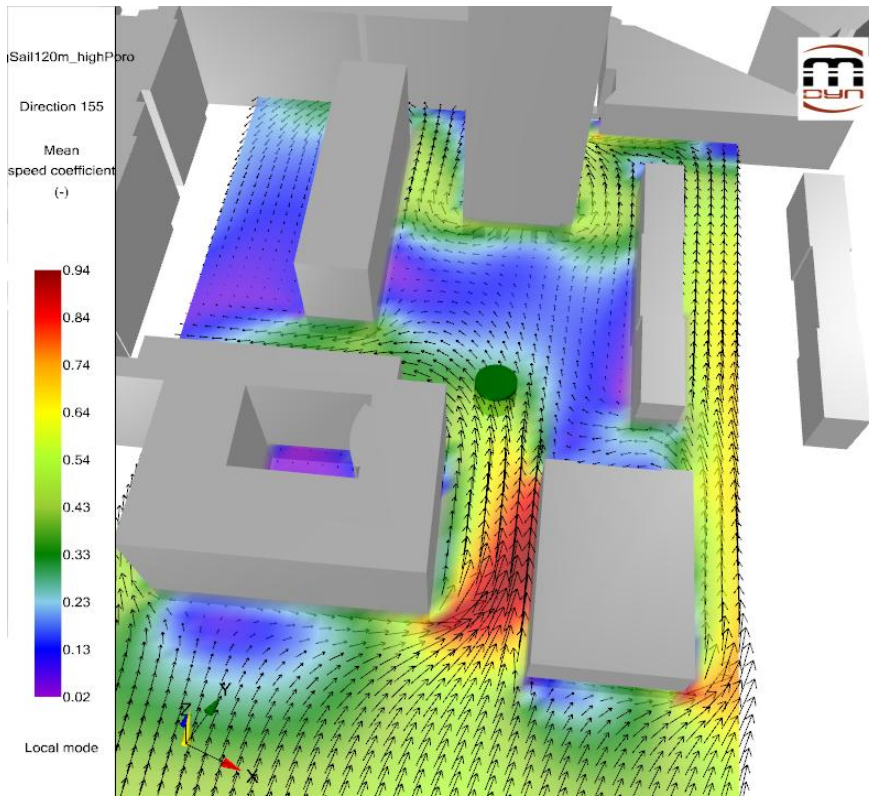 Sail120m_highPoro
Direction 155
Mean
speed coefficient
(-)
0.94
0.84
0.74
0.64
0.54
0.43
0.33
0.23
0.13
0.02
Local mode
Z
Y
X